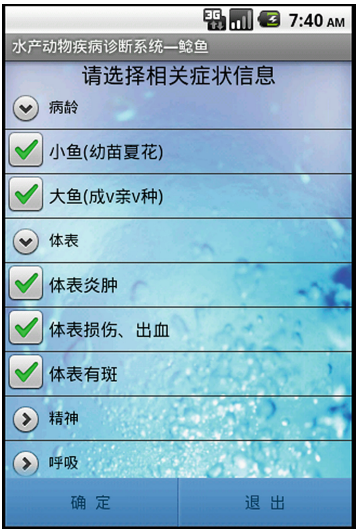 3G 7:40 AM
水产动物疾病诊断系统—鲶鱼
请选择相关症状信息
病龄
小鱼(幼苗夏花)
大鱼(成v亲v种)
体表
体表炎肿
体表损伤、出血
体表有斑
精神
呼吸
确 定 退 出